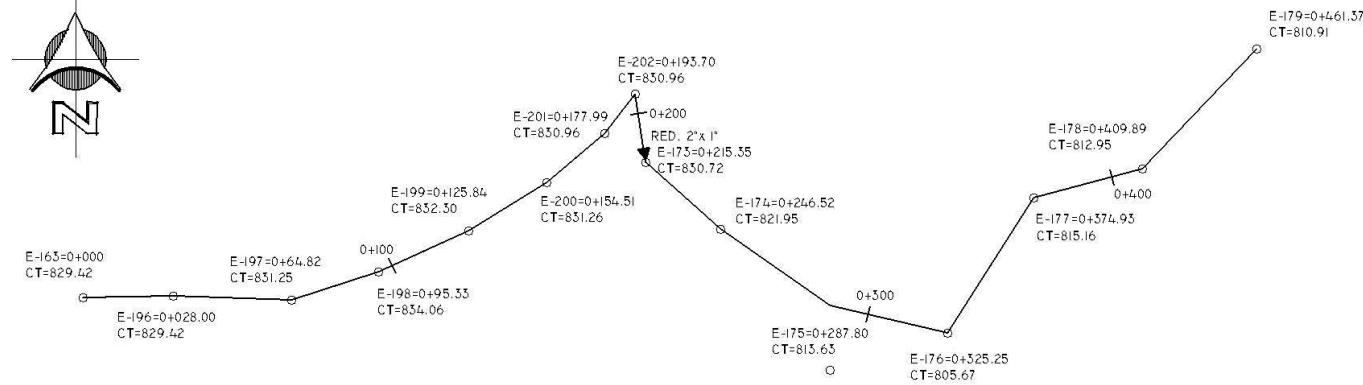 E-179=0+461.37
CT=810.91
E-202=0+193.70
CT=830.96
E-201=0+177.99
CT=830.96
0+200
RED. 2"x 1"
E-173=0+215.35
CT=830.72
E-178=0+409.89
CT=812.95
0+400
E-199=0+125.84
CT=832.30
E-200=0+154.51
CT=831.26
E-174=0+246.52
CT=821.95
E-177=0+374.93
CT=815.16
E-163=0+000
CT=829.42
E-197=0+64.82
CT=831.25
0+100
E-198=0+95.33
CT=834.06
E-196=0+028.00
CT=829.42
0+300
E-175=0+287.80
CT=813.63
E-176=0+325.25
CT=805.67
N